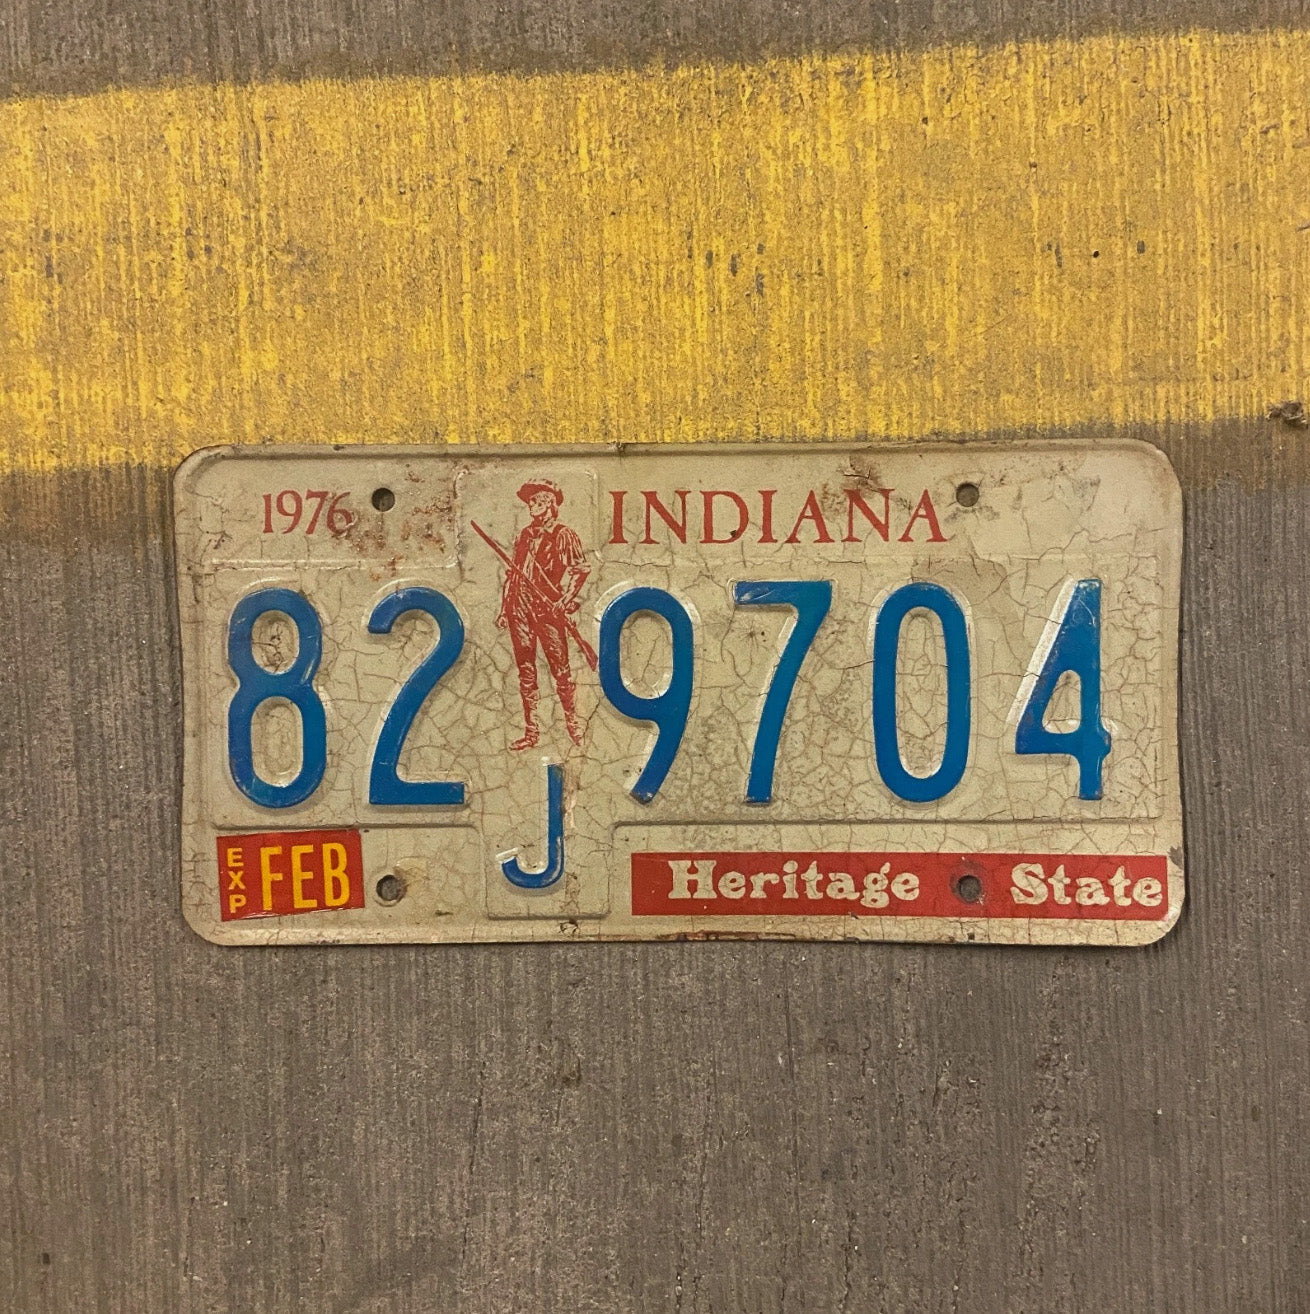 1976 INDIANA
82 J 9704
EXP FEB
Heritage State